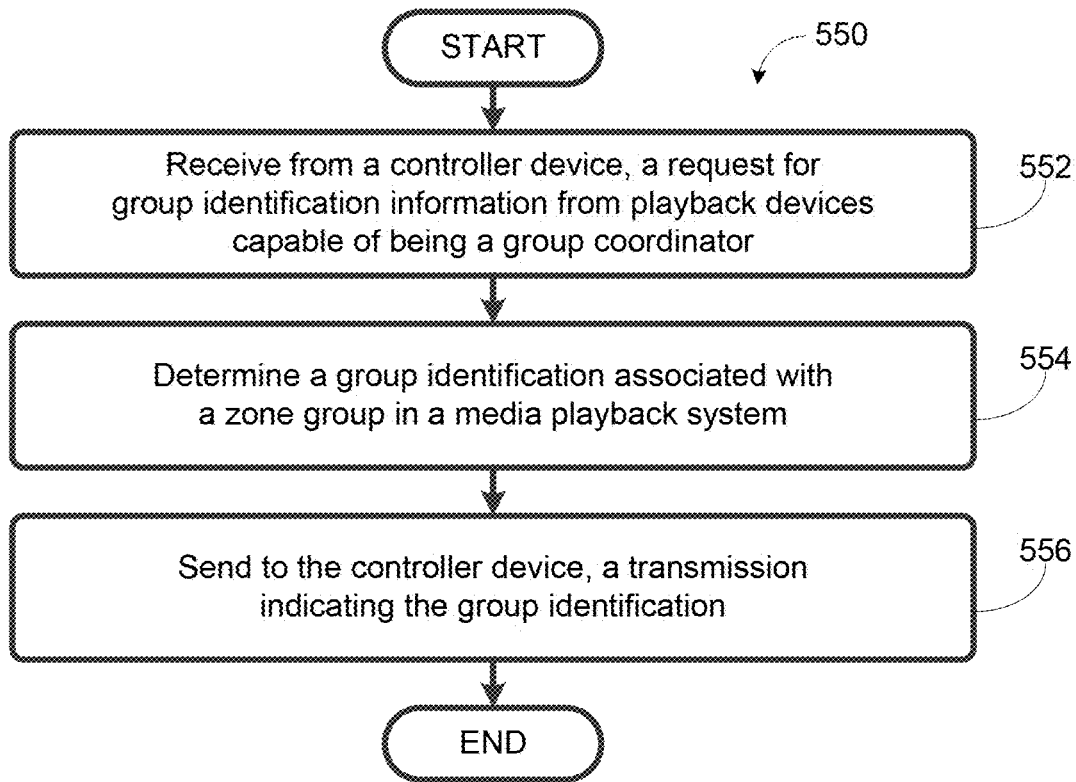 START
550
Receive from a controller device, a request for
group identification information from playback devices
capable of being a group coordinator
552
Determine a group identification associated with
a zone group in a media playback system
554
Send to the controller device, a transmission
indicating the group identification
556
END